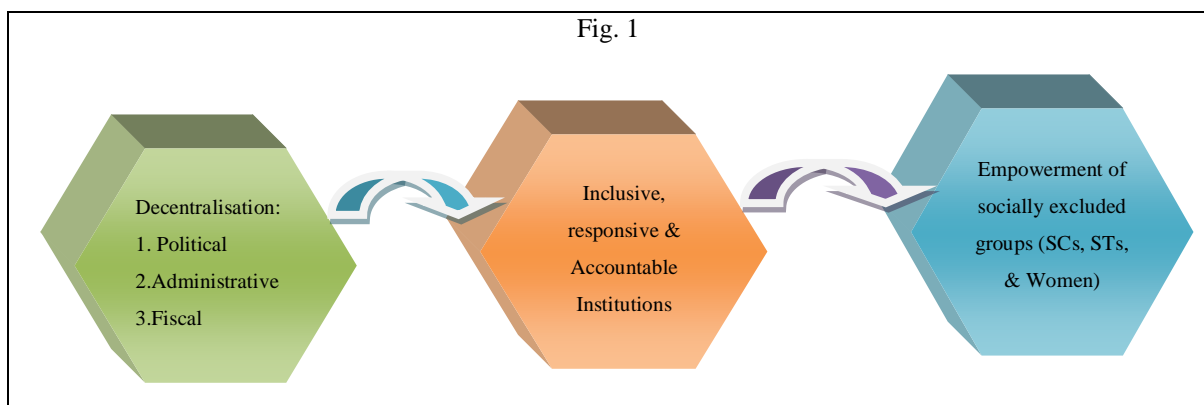 Fig. 1
Decentralisation:
1. Political
2.Administrative
3.Fiscal
Inclusive,
responsive &
Accountable
Institutions
Empowerment of
socially excluded
groups (SCs, STs,
& Women)